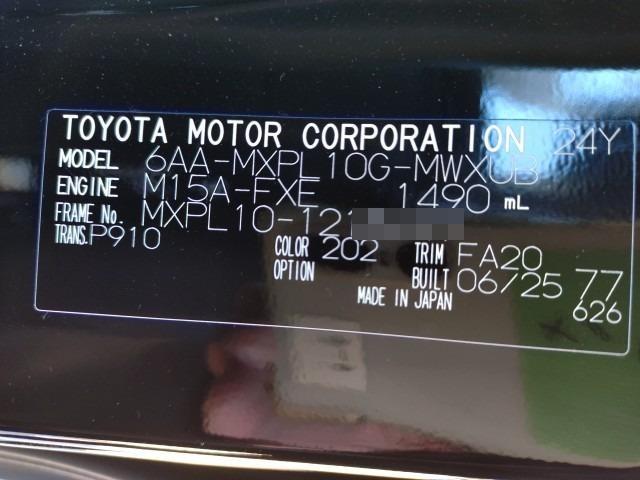 TOYOTA MOTOR CORPORATION 24Y
MODEL 6AA-MXPL10G-MWXUB
ENGINE M15A-FXE 1490 mL
FRAME No. MXPL10-121
TRANS. P910 COLOR 202 TRIM FA20
OPTION BUILT 06/25 77
MADE IN JAPAN 626